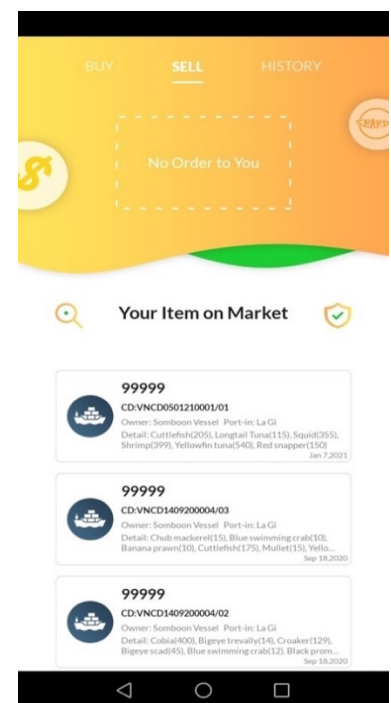 BUY SELL HISTORY
No Order to You
$
Your Item on Market
99999
CD:VNCD0501210001/01
Owner: Somboon Vessel Port-in: La Gi
Detail: Cuttlefish(205), Longtail Tuna(115), Squid(355),
Shrimp(399), Yellowfin tuna(540), Red snapper(150)
Jan 7,2021
99999
CD:VNCD1409200004/03
Owner: Somboon Vessel Port-in: La Gi
Detail: Chub mackerel(15), Blue swimming crab(10),
Banana prawn(10), Cuttlefish(175), Mullet(15), Yello...
Sep 18,2020
99999
CD:VNCD1409200004/02
Owner: Somboon Vessel Port-in: La Gi
Detail: Cobia(400), Bigeye trevally(14), Croaker(129),
Bigeye scad(45), Blue swimming crab(12), Black prom...
Sep 18,2020